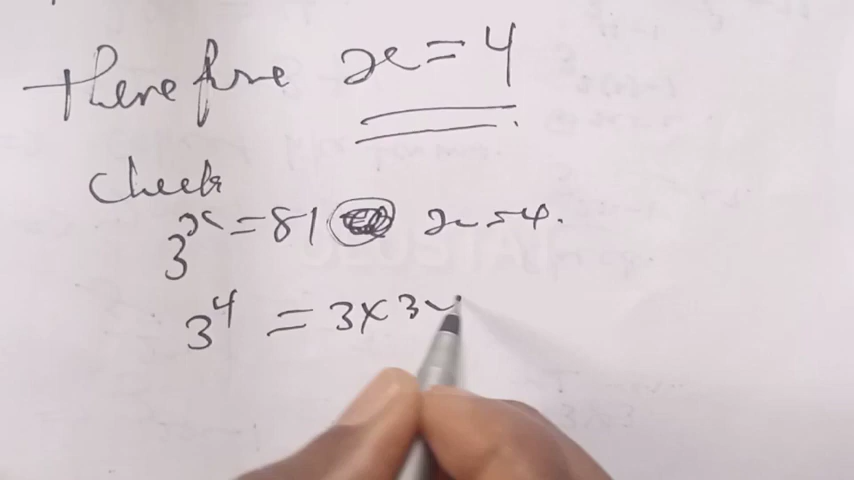 Therefore x = 4
Check
3^x = 81 x = 4.
3^4 = 3 × 3 ×